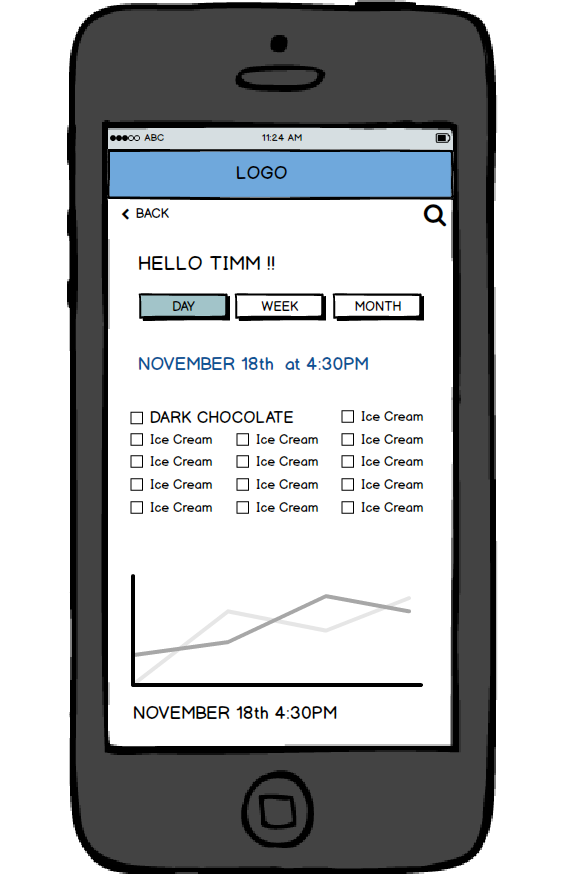 ABC 11:24 AM
LOGO
BACK
HELLO TIMM !!
DAY WEEK MONTH
NOVEMBER 18th at 4:30PM
DARK CHOCOLATE Ice Cream
Ice Cream Ice Cream Ice Cream
Ice Cream Ice Cream Ice Cream
Ice Cream Ice Cream Ice Cream
Ice Cream Ice Cream Ice Cream
NOVEMBER 18th 4:30PM